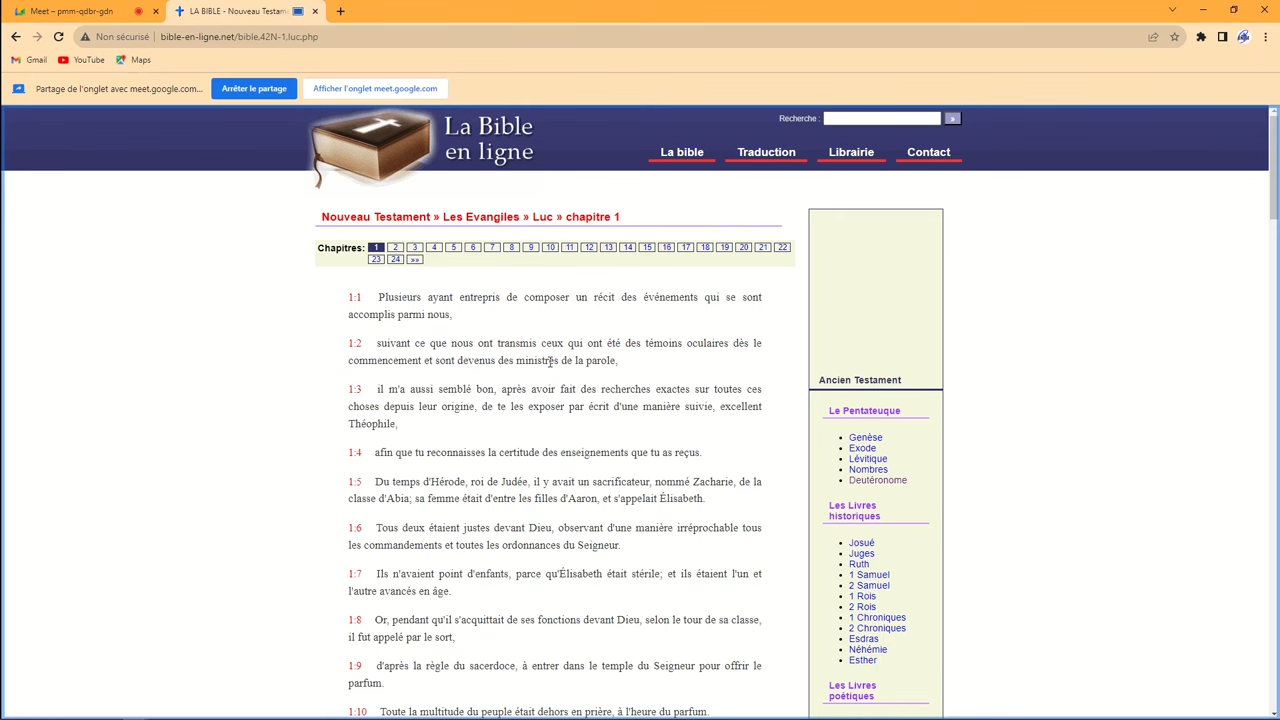 Meet – pmm-qdbr-gdn
LA BIBLE - Nouveau Testam
Non sécurisé
bible-en-ligne.net/bible,42N-1,luc.php
Gmail
YouTube
Maps
Partage de l'onglet avec meet.google.com...
Arrêter le partage
Afficher l'onglet meet.google.com
La Bible
en ligne
Recherche :
»
La bible
Traduction
Librairie
Contact
Nouveau Testament » Les Evangiles » Luc » chapitre 1
Chapitres: 1 2 3 4 5 6 7 8 9 10 11 12 13 14 15 16 17 18 19 20 21 22
23 24 »»
1:1 Plusieurs ayant entrepris de composer un récit des événements qui se sont
accomplis parmi nous,
1:2 suivant ce que nous ont transmis ceux qui ont été des témoins oculaires dès le
commencement et sont devenus des ministres de la parole,
1:3 il m'a aussi semblé bon, après avoir fait des recherches exactes sur toutes ces
choses depuis leur origine, de te les exposer par écrit d'une manière suivie, excellent
Théophile,
1:4 afin que tu reconnaisses la certitude des enseignements que tu as reçus.
1:5 Du temps d'Hérode, roi de Judée, il y avait un sacrificateur, nommé Zacharie, de la
classe d'Abia; sa femme était d'entre les filles d'Aaron, et s'appelait Élisabeth.
1:6 Tous deux étaient justes devant Dieu, observant d'une manière irréprochable tous
les commandements et toutes les ordonnances du Seigneur.
1:7 Ils n'avaient point d'enfants, parce qu'Élisabeth était stérile; et ils étaient l'un et
l'autre avancés en âge.
1:8 Or, pendant qu'il s'acquittait de ses fonctions devant Dieu, selon le tour de sa classe,
il fut appelé par le sort,
1:9 d'après la règle du sacerdoce, à entrer dans le temple du Seigneur pour offrir le
parfum.
1:10 Toute la multitude du peuple était dehors en prière, à l'heure du parfum.
Ancien Testament
Le Pentateuque
Genèse
Exode
Lévitique
Nombres
Deutéronome
Les Livres
historiques
Josué
Juges
Ruth
1 Samuel
2 Samuel
1 Rois
2 Rois
1 Chroniques
2 Chroniques
Esdras
Néhémie
Esther
Les Livres
poétiques